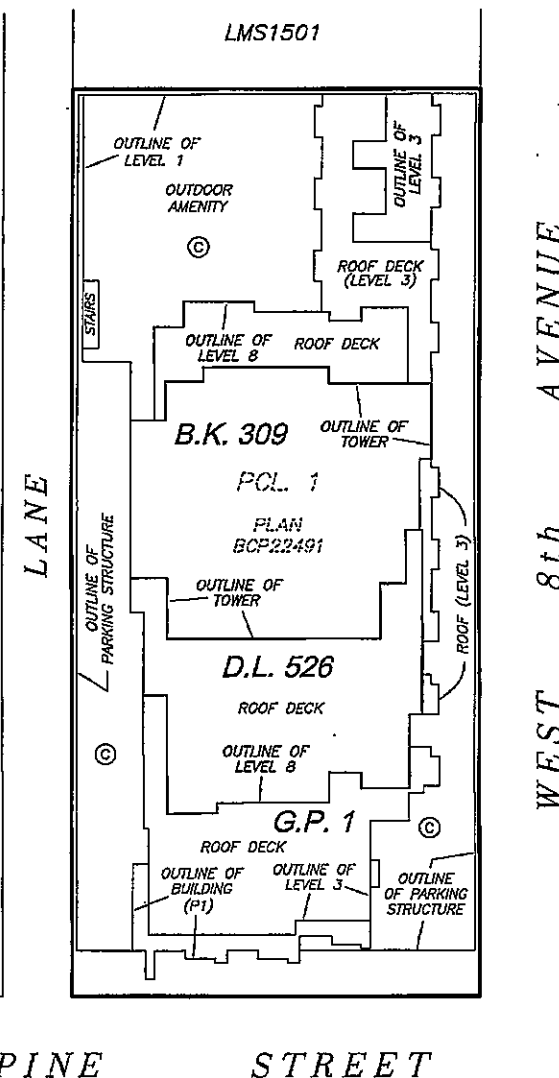 LMS1501
OUTLINE OF
LEVEL 1
OUTDOOR
AMENITY
©
OUTLINE OF
LEVEL 3
ROOF DECK
(LEVEL 3)
STAIRS
OUTLINE OF
LEVEL 8
ROOF DECK
OUTLINE OF
TOWER
B.K. 309
PCL. 1
PLAN
BCP22491
OUTLINE OF
TOWER
LANE
OUTLINE OF
PARKING STRUCTURE
ROOF (LEVEL 3)
WEST 8th AVENUE
D.L. 526
ROOF DECK
OUTLINE OF
LEVEL 8
©
G.P. 1
©
ROOF DECK
OUTLINE OF
BUILDING
(P1)
OUTLINE OF
LEVEL 3
OUTLINE
OF PARKING
STRUCTURE
PINE STREET